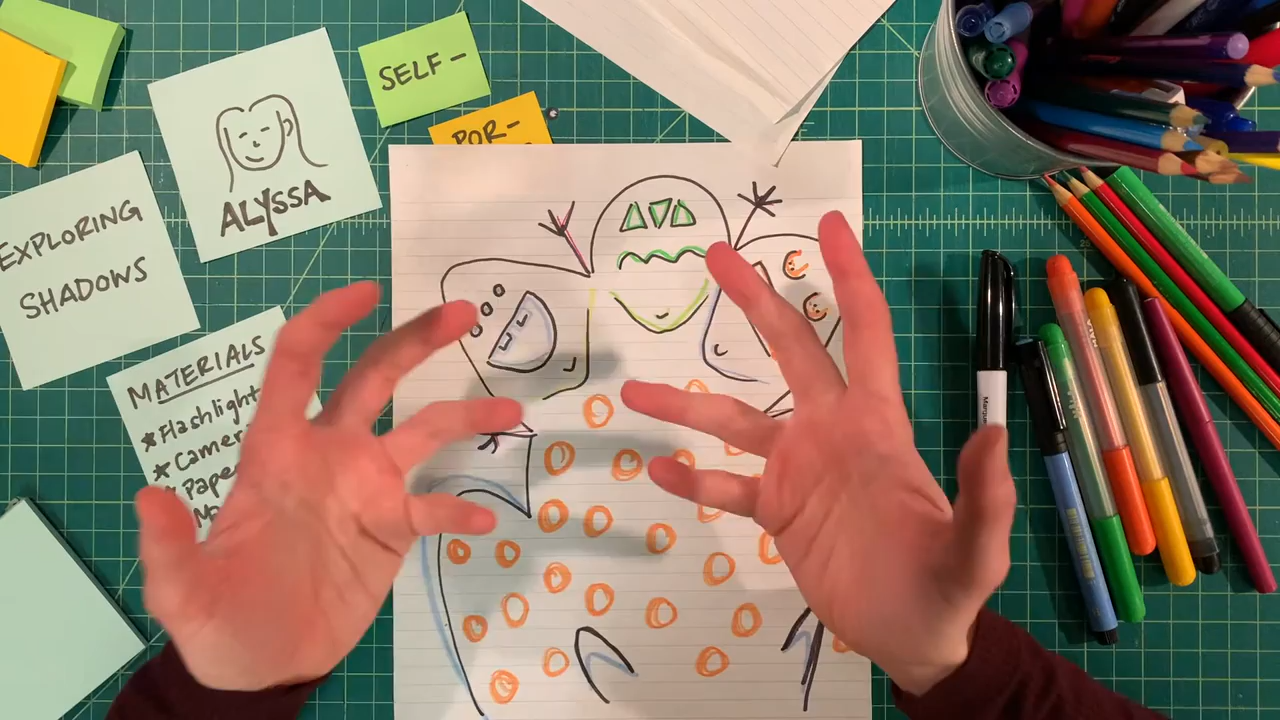 SELF-
POR-
ALYSSA
EXPLORING
SHADOWS
MATERIALS
*Flashlight
*Camer
*Pape
*M